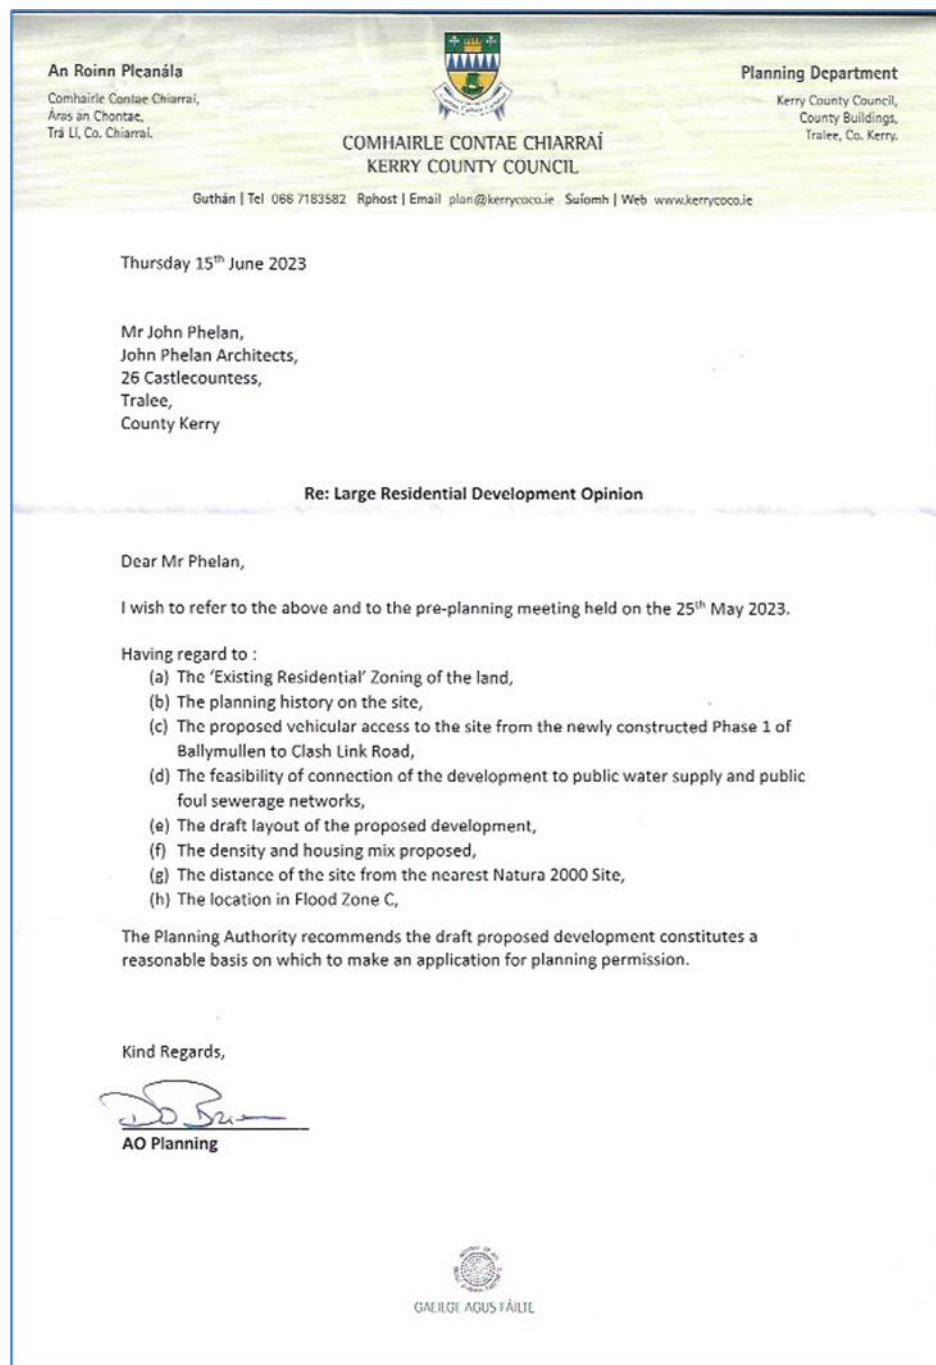 An Roinn Pleanála
Comhairle Contae Chiarraí,
Áras an Chontae,
Trá Lí, Co. Chiarraí.
Planning Department
Kerry County Council,
County Buildings,
Tralee, Co. Kerry.
COMHAIRLE CONTAE CHIARRAÍ
KERRY COUNTY COUNCIL
Guthán | Tel 066 7183582 Rphost | Email plan@kerrycoco.ie Suíomh | Web www.kerrycoco.ie
Thursday 15th June 2023
Mr John Phelan,
John Phelan Architects,
26 Castlecountess,
Tralee,
County Kerry
Re: Large Residential Development Opinion
Dear Mr Phelan,
I wish to refer to the above and to the pre-planning meeting held on the 25th May 2023.
Having regard to :
(a) The ‘Existing Residential’ Zoning of the land,
(b) The planning history on the site,
(c) The proposed vehicular access to the site from the newly constructed Phase 1 of
Ballymullen to Clash Link Road,
(d) The feasibility of connection of the development to public water supply and public
foul sewerage networks,
(e) The draft layout of the proposed development,
(f) The density and housing mix proposed,
(g) The distance of the site from the nearest Natura 2000 Site,
(h) The location in Flood Zone C,
The Planning Authority recommends the draft proposed development constitutes a
reasonable basis on which to make an application for planning permission.
Kind Regards,
AO Planning
GAEILGE AGUS FÁILTE